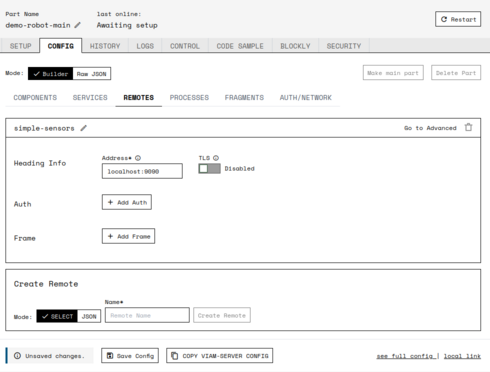 Part Name
last online:
demo-robot-main
Awaiting setup
Restart
SETUP CONFIG HISTORY LOGS CONTROL CODE SAMPLE BLOCKLY SECURITY
Mode: Builder Raw JSON
Make main part Delete Part
COMPONENTS SERVICES REMOTES PROCESSES FRAGMENTS AUTH/NETWORK
simple-sensors
Go to Advanced
Heading Info
Address*
TLS
localhost:9000
Disabled
Auth
+ Add Auth
Frame
+ Add Frame
Create Remote
Name*
Mode: SELECT JSON
Remote Name
Create Remote
Unsaved changes.
Save Config
COPY VIAM-SERVER CONFIG
see full config | local link